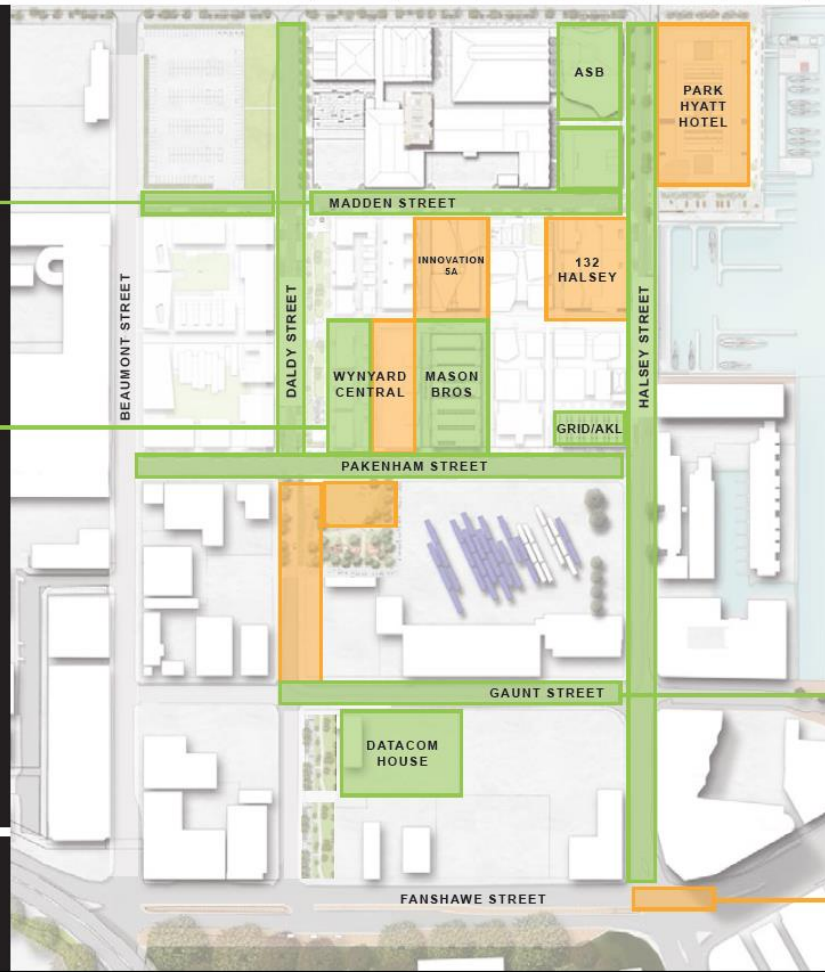 ASB
PARK
HYATT
HOTEL
MADDEN STREET
INNOVATION
5A
132
HALSEY
BEAUMONT STREET
DALDY STREET
HALSEY STREET
WYNYARD
CENTRAL
MASON
BROS
GRID/AKL
PAKENHAM STREET
GAUNT STREET
DATACOM
HOUSE
FANSHAWE STREET